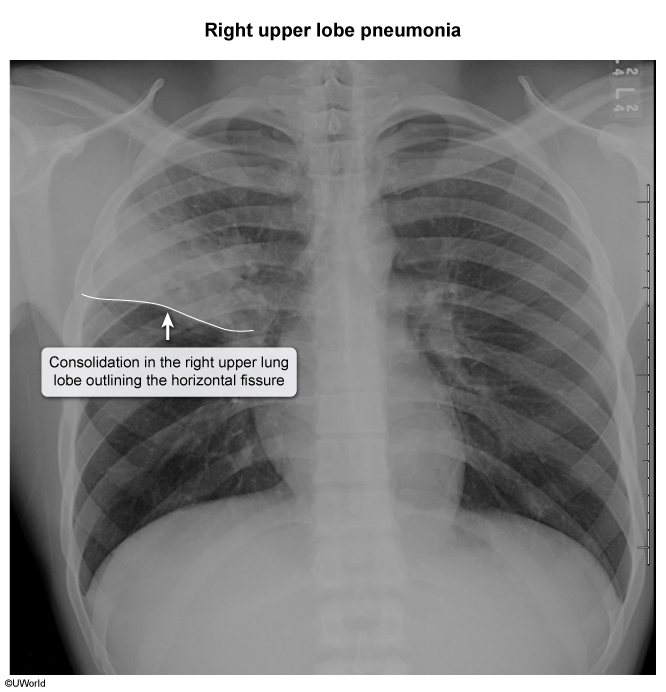 Right upper lobe pneumonia
Consolidation in the right upper lung
lobe outlining the horizontal fissure
©UWorld